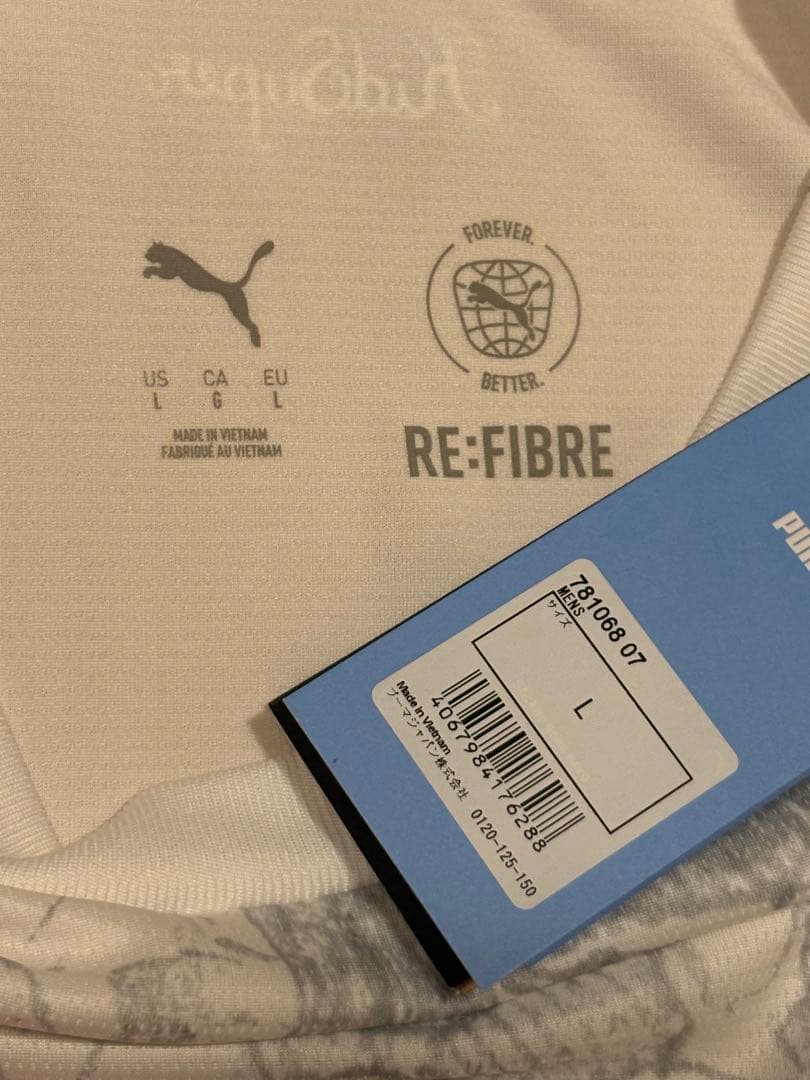 KidSuper.
FOREVER.
BETTER.
US CA EU
L G L
MADE IN VIETNAM
FABRIQUÉ AU VIETNAM
RE:FIBRE
781068 07
MENS
サイズ
L
4067984176288
Made in Vietnam
プーマジャパン株式会社 0120-125-150